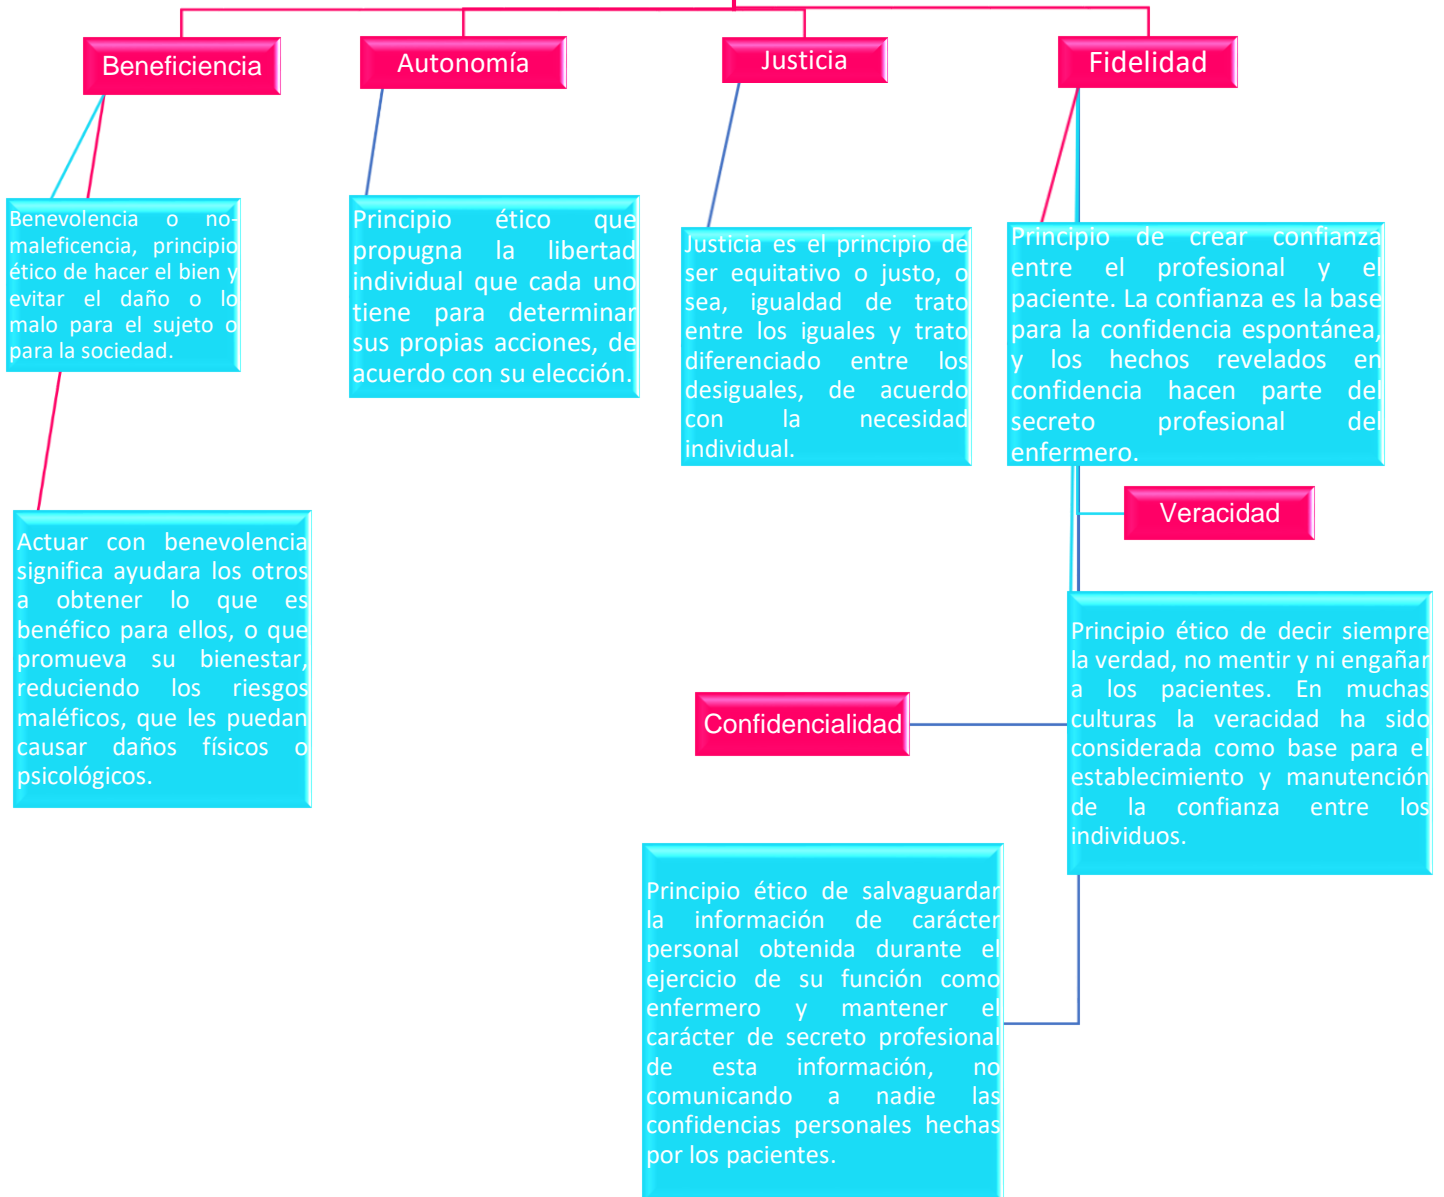 Beneficiencia
Autonomía
Justicia
Fidelidad
Benevolencia o no-
maleficencia, principio
ético de hacer el bien y
evitar el daño o lo
malo para el sujeto o
para la sociedad.
Principio ético que
propugna la libertad
individual que cada uno
tiene para determinar
sus propias acciones, de
acuerdo con su elección.
Justicia es el principio de
ser equitativo o justo, o
sea, igualdad de trato
entre los iguales y trato
diferenciado entre los
desiguales, de acuerdo
con la necesidad
individual.
Principio de crear confianza
entre el profesional y el
paciente. La confianza es la base
para la confidencia espontánea,
y los hechos revelados en
confidencia hacen parte del
secreto profesional del
enfermero.
Veracidad
Actuar con benevolencia
significa ayudara los otros
a obtener lo que es
benéfico para ellos, o que
promueva su bienestar,
reduciendo los riesgos
maléficos, que les puedan
causar daños físicos o
psicológicos.
Principio ético de decir siempre
la verdad, no mentir y ni engañar
a los pacientes. En muchas
culturas la veracidad ha sido
considerada como base para el
establecimiento y manutención
de la confianza entre los
individuos.
Confidencialidad
Principio ético de salvaguardar
la información de carácter
personal obtenida durante el
ejercicio de su función como
enfermero y mantener el
carácter de secreto profesional
de esta información, no
comunicando a nadie las
confidencias personales hechas
por los pacientes.